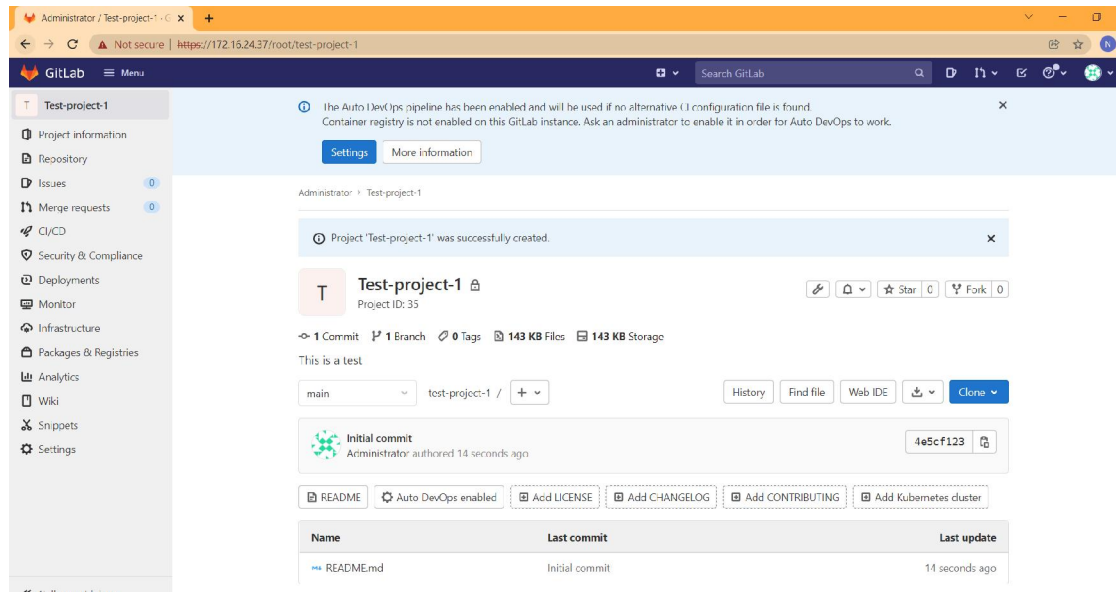 Administrator / Test-project-1 · G
Not secure | https://172.16.24.37/root/test-project-1
N
GitLab Menu Search GitLab
T Test-project-1
Project information
Repository
Issues 0
Merge requests 0
CI/CD
Security & Compliance
Deployments
Monitor
Infrastructure
Packages & Registries
Analytics
Wiki
Snippets
Settings
The Auto DevOps pipeline has been enabled and will be used if no alternative CI configuration file is found.
Container registry is not enabled on this GitLab instance. Ask an administrator to enable it in order for Auto DevOps to work.
Settings More information
Administrator > Test-project-1
Project 'Test-project-1' was successfully created.
T
Test-project-1
Project ID: 35
Star 0 Fork 0
1 Commit 1 Branch 0 Tags 143 KB Files 143 KB Storage
This is a test
main test-project-1 / + History Find file Web IDE Clone
Initial commit
Administrator authored 14 seconds ago
4e5cf123
README Auto DevOps enabled Add LICENSE Add CHANGELOG Add CONTRIBUTING Add Kubernetes cluster
Name Last commit Last update
README.md Initial commit 14 seconds ago